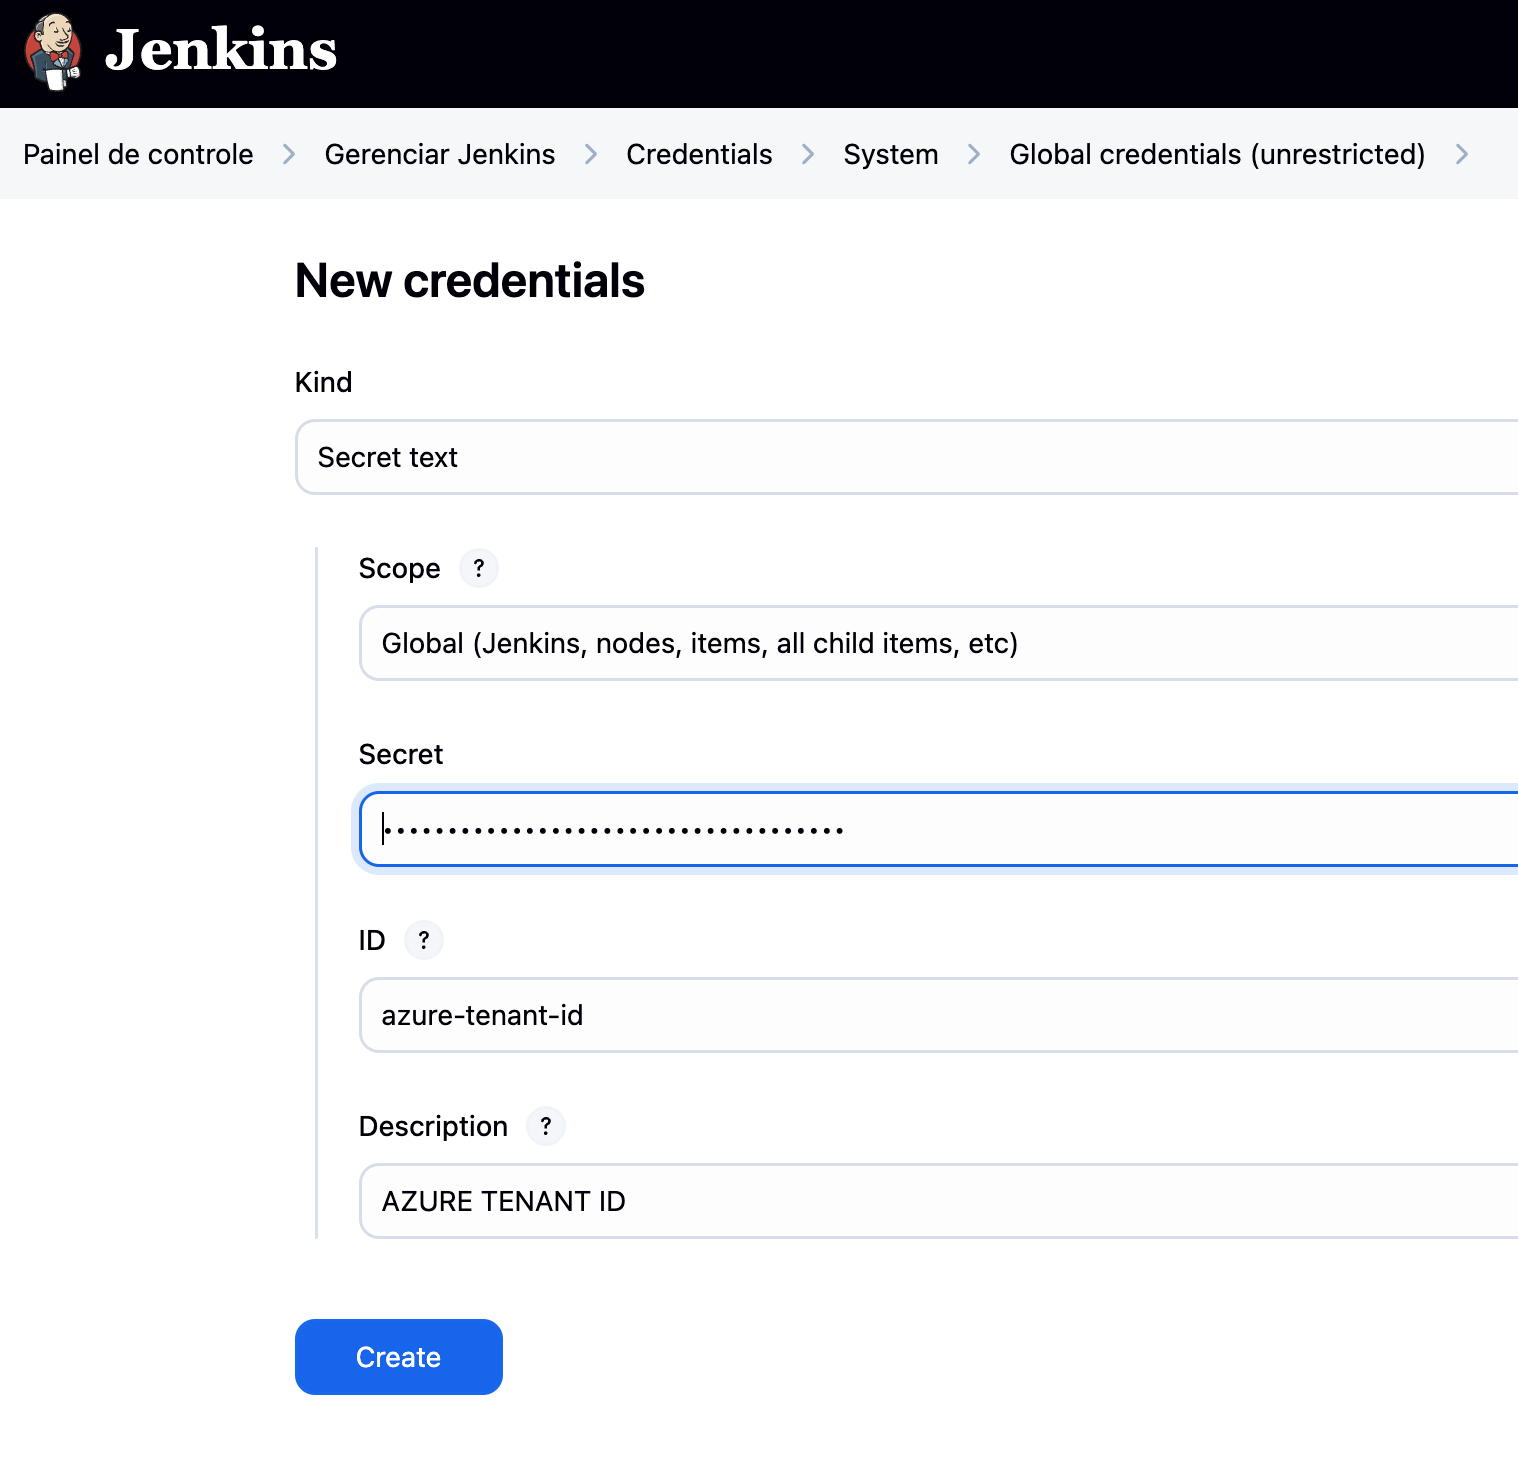 Jenkins
Painel de controle > Gerenciar Jenkins > Credentials > System > Global credentials (unrestricted) >
New credentials
Kind
Secret text
Scope ?
Global (Jenkins, nodes, items, all child items, etc)
Secret
••••••••••••••••••••••••••••••••••••
ID ?
azure-tenant-id
Description ?
AZURE TENANT ID
Create